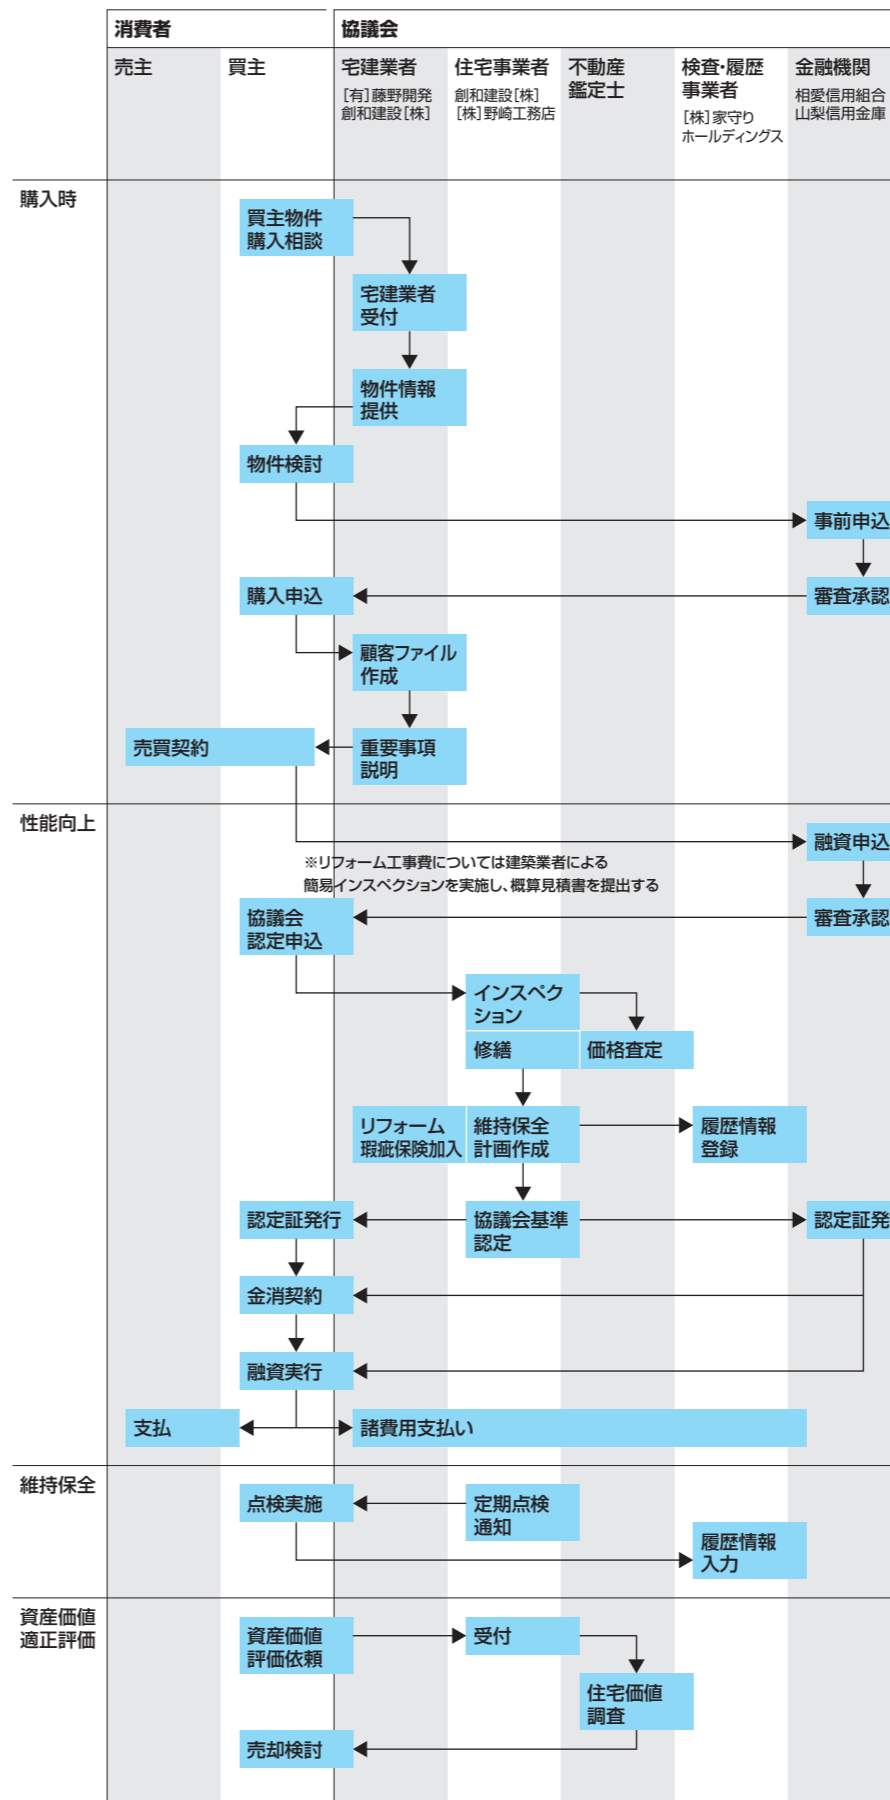 消費者
協議会
売主
買主
宅建業者
［有］藤野開発
創和建設［株］
住宅事業者
創和建設［株］
［株］野崎工務店
不動産
鑑定士
検査・履歴
事業者
［株］家守り
ホールディングス
金融機関
相愛信用組合
山梨信用金庫
購入時
買主物件
購入相談
宅建業者
受付
物件情報
提供
物件検討
事前申込
審査承認
購入申込
顧客ファイル
作成
重要事項
説明
売買契約
性能向上
融資申込
※リフォーム工事費については建築業者による
簡易インスペクションを実施し、概算見積書を提出する
審査承認
協議会
認定申込
インスペク
ション
修繕
価格査定
リフォーム
瑕疵保険加入
維持保全
計画作成
履歴情報
登録
認定証発行
協議会基準
認定
認定証発
金消契約
融資実行
支払
諸費用支払い
維持保全
点検実施
定期点検
通知
履歴情報
入力
資産価値
適正評価
資産価値
評価依頼
受付
住宅価値
調査
売却検討